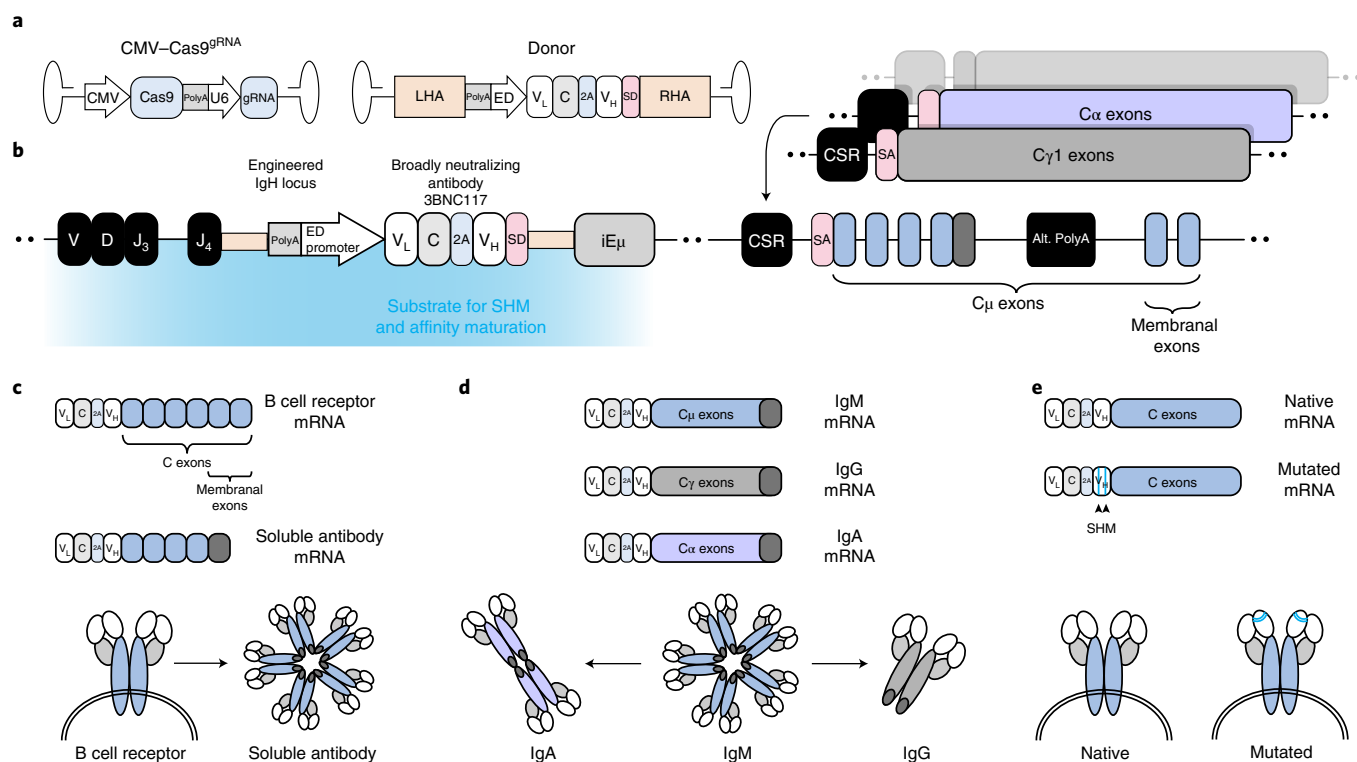 a
CMV–Cas9gRNA
CMV
Cas9
PolyA
U6
gRNA
Donor
LHA
PolyA
ED
VL
C
2A
VH
SD
RHA
Cα exons
CSR
SA
Cγ1 exons
b
Engineered
IgH locus
Broadly neutralizing
antibody
3BNC117
V
D
J3
J4
PolyA
ED
promoter
VL
C
2A
VH
SD
iEμ
CSR
SA
Alt. PolyA
Cμ exons
Membranal
exons
Substrate for SHM
and affinity maturation
c
VL
C
2A
VH
B cell receptor
mRNA
C exons
Membranal
exons
VL
C
2A
VH
Soluble antibody
mRNA
B cell receptor
Soluble antibody
d
VL
C
2A
VH
Cμ exons
IgM
mRNA
VL
C
2A
VH
Cγ exons
IgG
mRNA
VL
C
2A
VH
Cα exons
IgA
mRNA
IgA
IgM
IgG
e
VL
C
2A
VH
C exons
Native
mRNA
VL
C
2A
VH
C exons
Mutated
mRNA
SHM
Native
Mutated